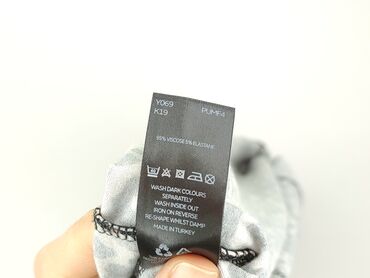 Y069 PUMF4
K19
95% VISCOSE 5% ELASTANE
WASH DARK COLOURS
SEPARATELY
WASH INSIDE OUT
IRON ON REVERSE
RE-SHAPE WHILST DAMP
MADE IN TURKEY